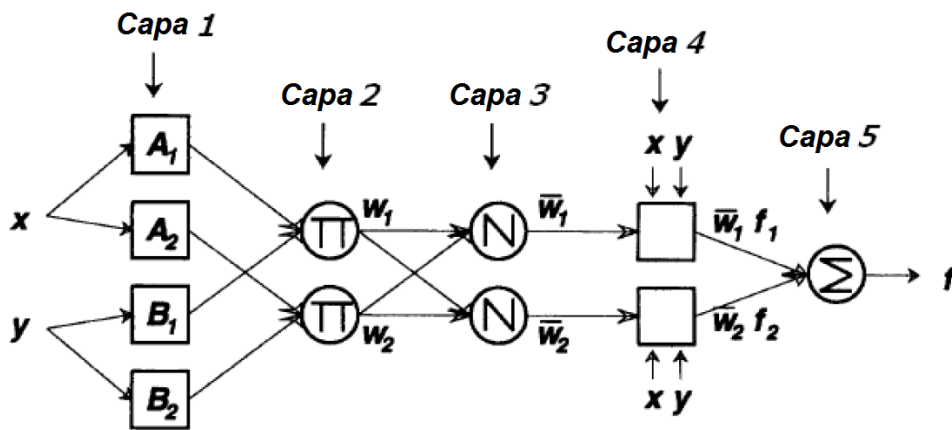 Capa 1
Capa 2
Capa 3
Capa 4
Capa 5
x y
A₁
x
A₂
y
B₁
B₂
Π
w₁
Π
w₂
N
w̅₁
N
w̅₂
w̅₁ f₁
w̅₂ f₂
Σ
f
x y